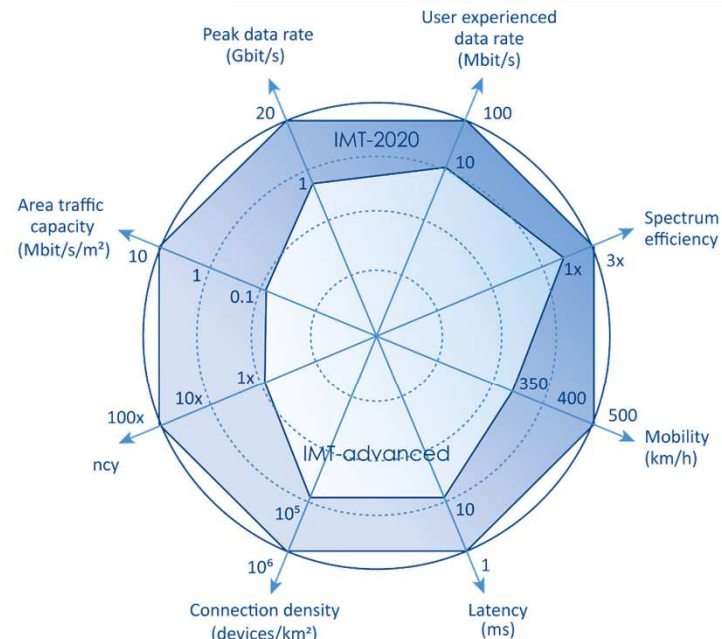 User experienced
data rate
(Mbit/s)
Peak data rate
(Gbit/s)
20
100
IMT-2020
1
10
Area traffic
capacity
(Mbit/s/m²)
Spectrum
efficiency
10
1
0.1
1x
3x
1x
10x
100x
350
400
500
ncy
Mobility
(km/h)
IMT-advanced
10⁵
10
10⁶
1
Connection density
(devices/km²)
Latency
(ms)